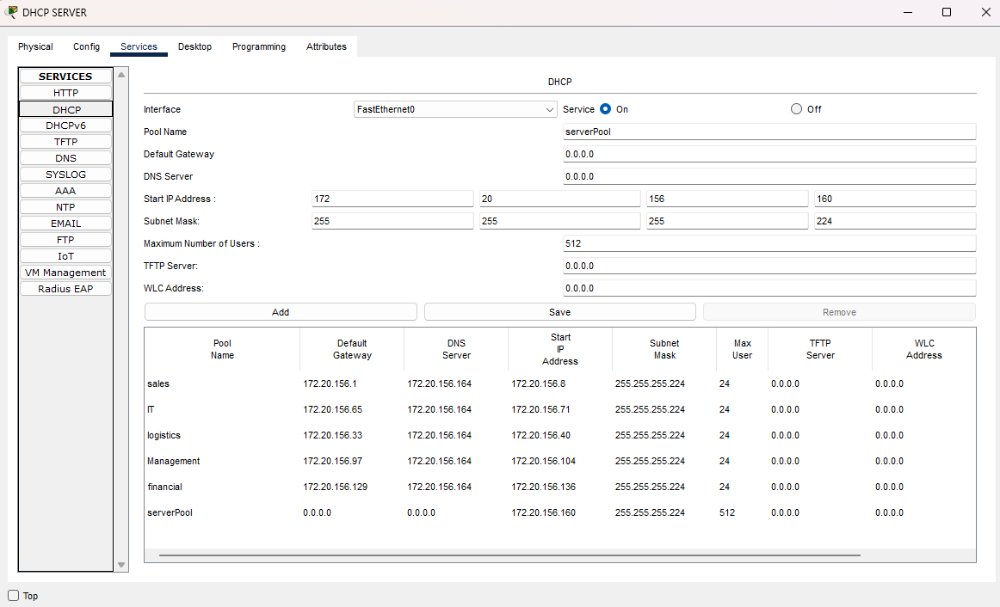 DHCP SERVER
Physical Config Services Desktop Programming Attributes
SERVICES
HTTP
DHCP
DHCPv6
TFTP
DNS
SYSLOG
AAA
NTP
EMAIL
FTP
IoT
VM Management
Radius EAP
DHCP
Interface FastEthernet0 Service On Off
Pool Name serverPool
Default Gateway 0.0.0.0
DNS Server 0.0.0.0
Start IP Address : 172 20 156 160
Subnet Mask: 255 255 255 224
Maximum Number of Users : 512
TFTP Server: 0.0.0.0
WLC Address: 0.0.0.0
Add Save Remove
Pool Name Default Gateway DNS Server Start IP Address Subnet Mask Max User TFTP Server WLC Address
sales 172.20.156.1 172.20.156.164 172.20.156.8 255.255.255.224 24 0.0.0.0 0.0.0.0
IT 172.20.156.65 172.20.156.164 172.20.156.71 255.255.255.224 24 0.0.0.0 0.0.0.0
logistics 172.20.156.33 172.20.156.164 172.20.156.40 255.255.255.224 24 0.0.0.0 0.0.0.0
Management 172.20.156.97 172.20.156.164 172.20.156.104 255.255.255.224 24 0.0.0.0 0.0.0.0
financial 172.20.156.129 172.20.156.164 172.20.156.136 255.255.255.224 24 0.0.0.0 0.0.0.0
serverPool 0.0.0.0 0.0.0.0 172.20.156.160 255.255.255.224 512 0.0.0.0 0.0.0.0
Top